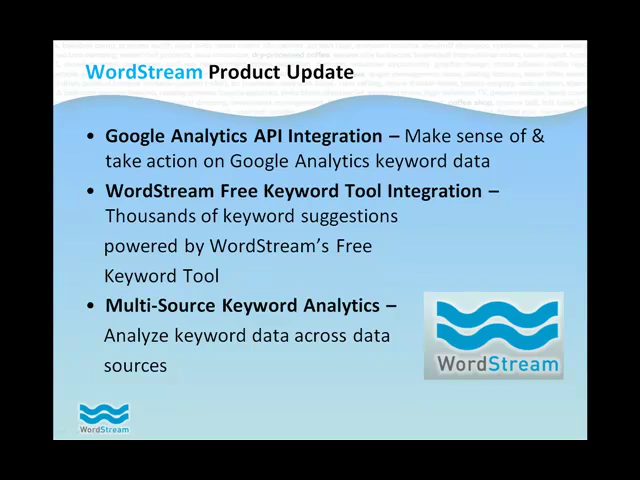 WordStream Product Update
• Google Analytics API Integration – Make sense of &
take action on Google Analytics keyword data
• WordStream Free Keyword Tool Integration –
Thousands of keyword suggestions
powered by WordStream's Free
Keyword Tool
• Multi-Source Keyword Analytics –
Analyze keyword data across data
sources
WordStream
WordStream